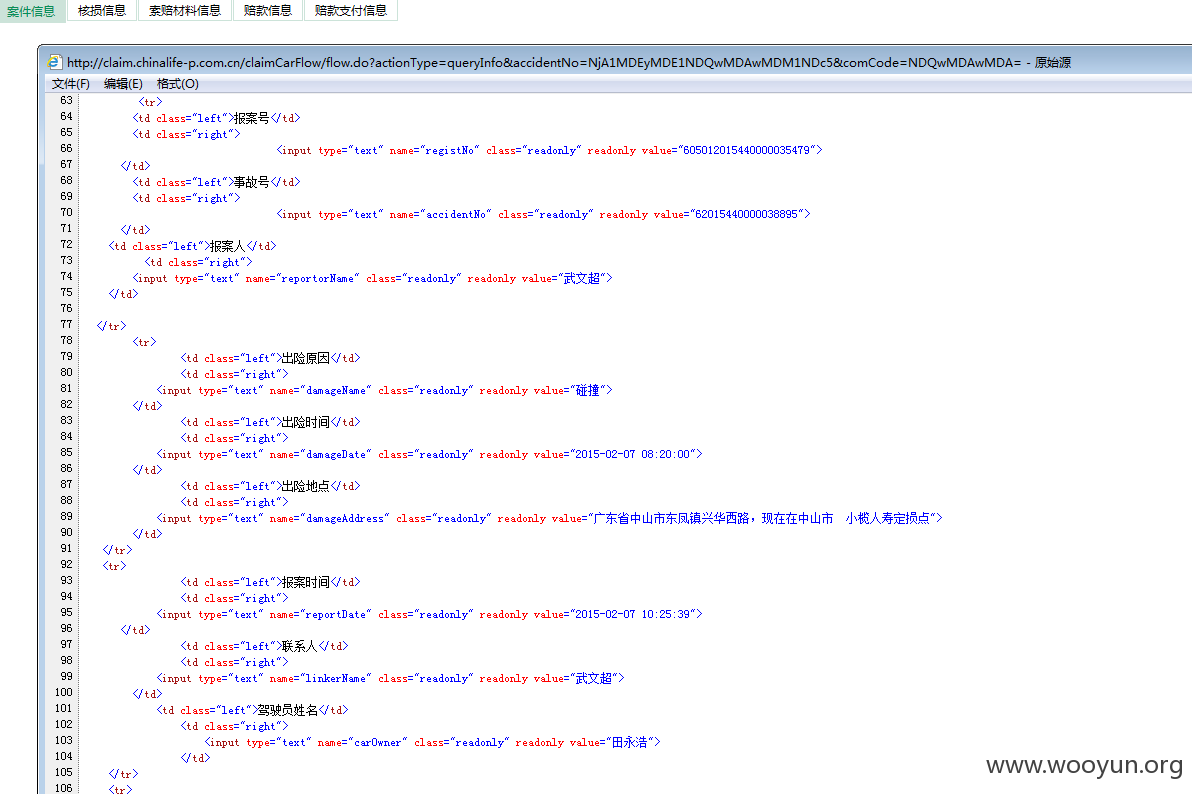 案件信息 核损信息 索赔材料信息 赔款信息 赔款支付信息
http://claim.chinalife-p.com.cn/claimCarFlow/flow.do?actionType=queryInfo&accidentNo=NjA1MDEyMDE1NDQwMDAwMDM1NDc5&comCode=NDQwMDAwMDA= - 原始源
文件(F) 编辑(E) 格式(O)
63 <tr>
64 <td class="left">报案号</td>
65 <td class="right">
66 <input type="text" name="registNo" class="readonly" readonly value="605012015440000035479">
67 </td>
68 <td class="left">事故号</td>
69 <td class="right">
70 <input type="text" name="accidentNo" class="readonly" readonly value="62015440000038895">
71 </td>
72 <td class="left">报案人</td>
73 <td class="right">
74 <input type="text" name="reportorName" class="readonly" readonly value="武文超">
75 </td>
76
77 </tr>
78 <tr>
79 <td class="left">出险原因</td>
80 <td class="right">
81 <input type="text" name="damageName" class="readonly" readonly value="碰撞">
82 </td>
83 <td class="left">出险时间</td>
84 <td class="right">
85 <input type="text" name="damageDate" class="readonly" readonly value="2015-02-07 08:20:00">
86 </td>
87 <td class="left">出险地点</td>
88 <td class="right">
89 <input type="text" name="damageAddress" class="readonly" readonly value="广东省中山市东凤镇兴华西路，现在在中山市　小榄人寿定损点">
90 </td>
91 </tr>
92 <tr>
93 <td class="left">报案时间</td>
94 <td class="right">
95 <input type="text" name="reportDate" class="readonly" readonly value="2015-02-07 10:25:39">
96 </td>
97 <td class="left">联系人</td>
98 <td class="right">
99 <input type="text" name="linkerName" class="readonly" readonly value="武文超">
100 </td>
101 <td class="left">驾驶员姓名</td>
102 <td class="right">
103 <input type="text" name="carOwner" class="readonly" readonly value="田永浩">
104 </td>
105 </tr>
106 <tr>
www.wooyun.org